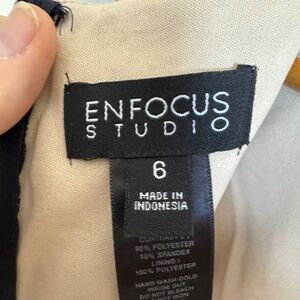 ENFOCUS
STUDIO
6
MADE IN
INDONESIA
90% POLYESTER
10% SPANDEX
LINING :
100% POLYESTER
HAND WASH COLD
INSIDE OUT
DO NOT BLEACH